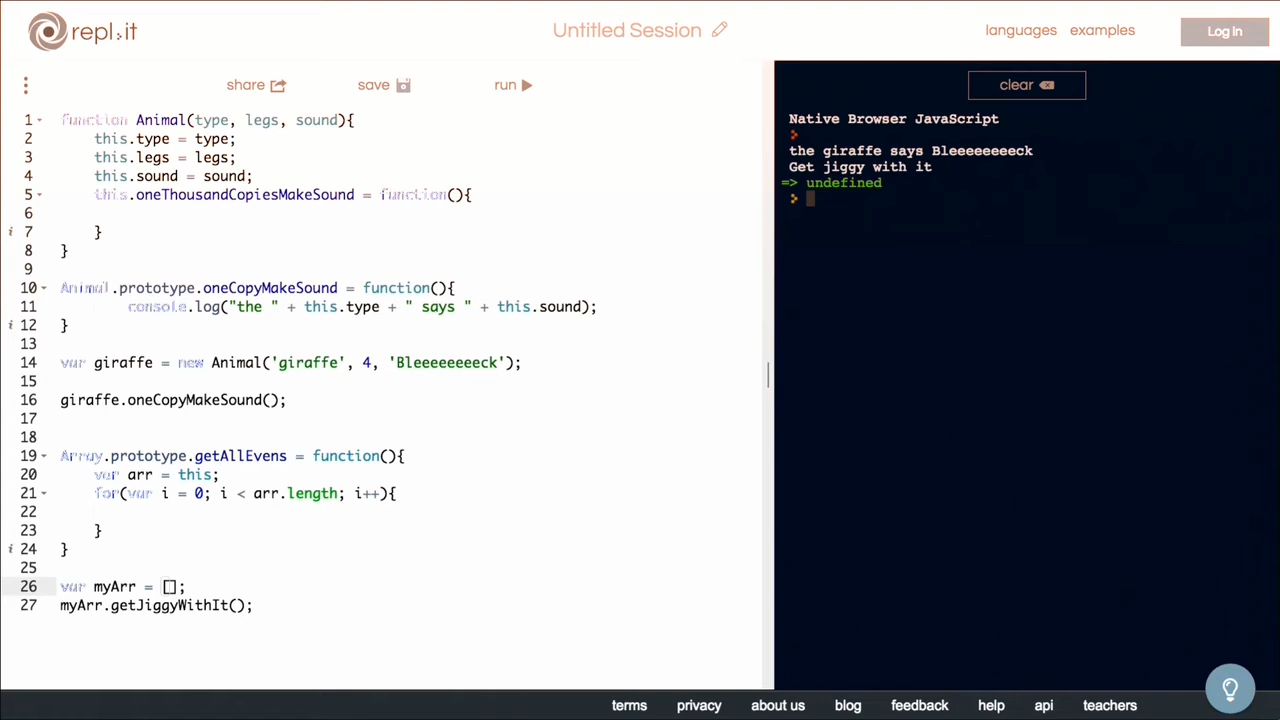 repl.it
Untitled Session
languages examples Log in
share save run
clear
1 function Animal(type, legs, sound){
2 this.type = type;
3 this.legs = legs;
4 this.sound = sound;
5 this.oneThousandCopiesMakeSound = function(){
6
7 }
8 }
9
10 Animal.prototype.oneCopyMakeSound = function(){
11 console.log("the " + this.type + " says " + this.sound);
12 }
13
14 var giraffe = new Animal('giraffe', 4, 'Bleeeeeeeeck');
15
16 giraffe.oneCopyMakeSound();
17
18
19 Array.prototype.getAllEvens = function(){
20 var arr = this;
21 for(var i = 0; i < arr.length; i++){
22
23 }
24 }
25
26 var myArr = [];
27 myArr.getJiggyWithIt();
Native Browser JavaScript
>
the giraffe says Bleeeeeeeeck
Get jiggy with it
=> undefined
>
terms privacy about us blog feedback help api teachers